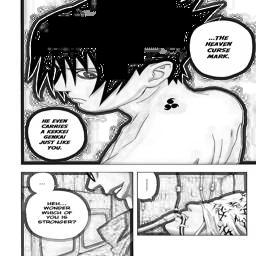 ...THE
HEAVEN
CURSE
MARK.
HE EVEN
CARRIES
A KEKKEI
GENKAI
JUST LIKE
YOU.
...
HEH...
WONDER
WHICH OF
YOU IS
STRONGER?
...